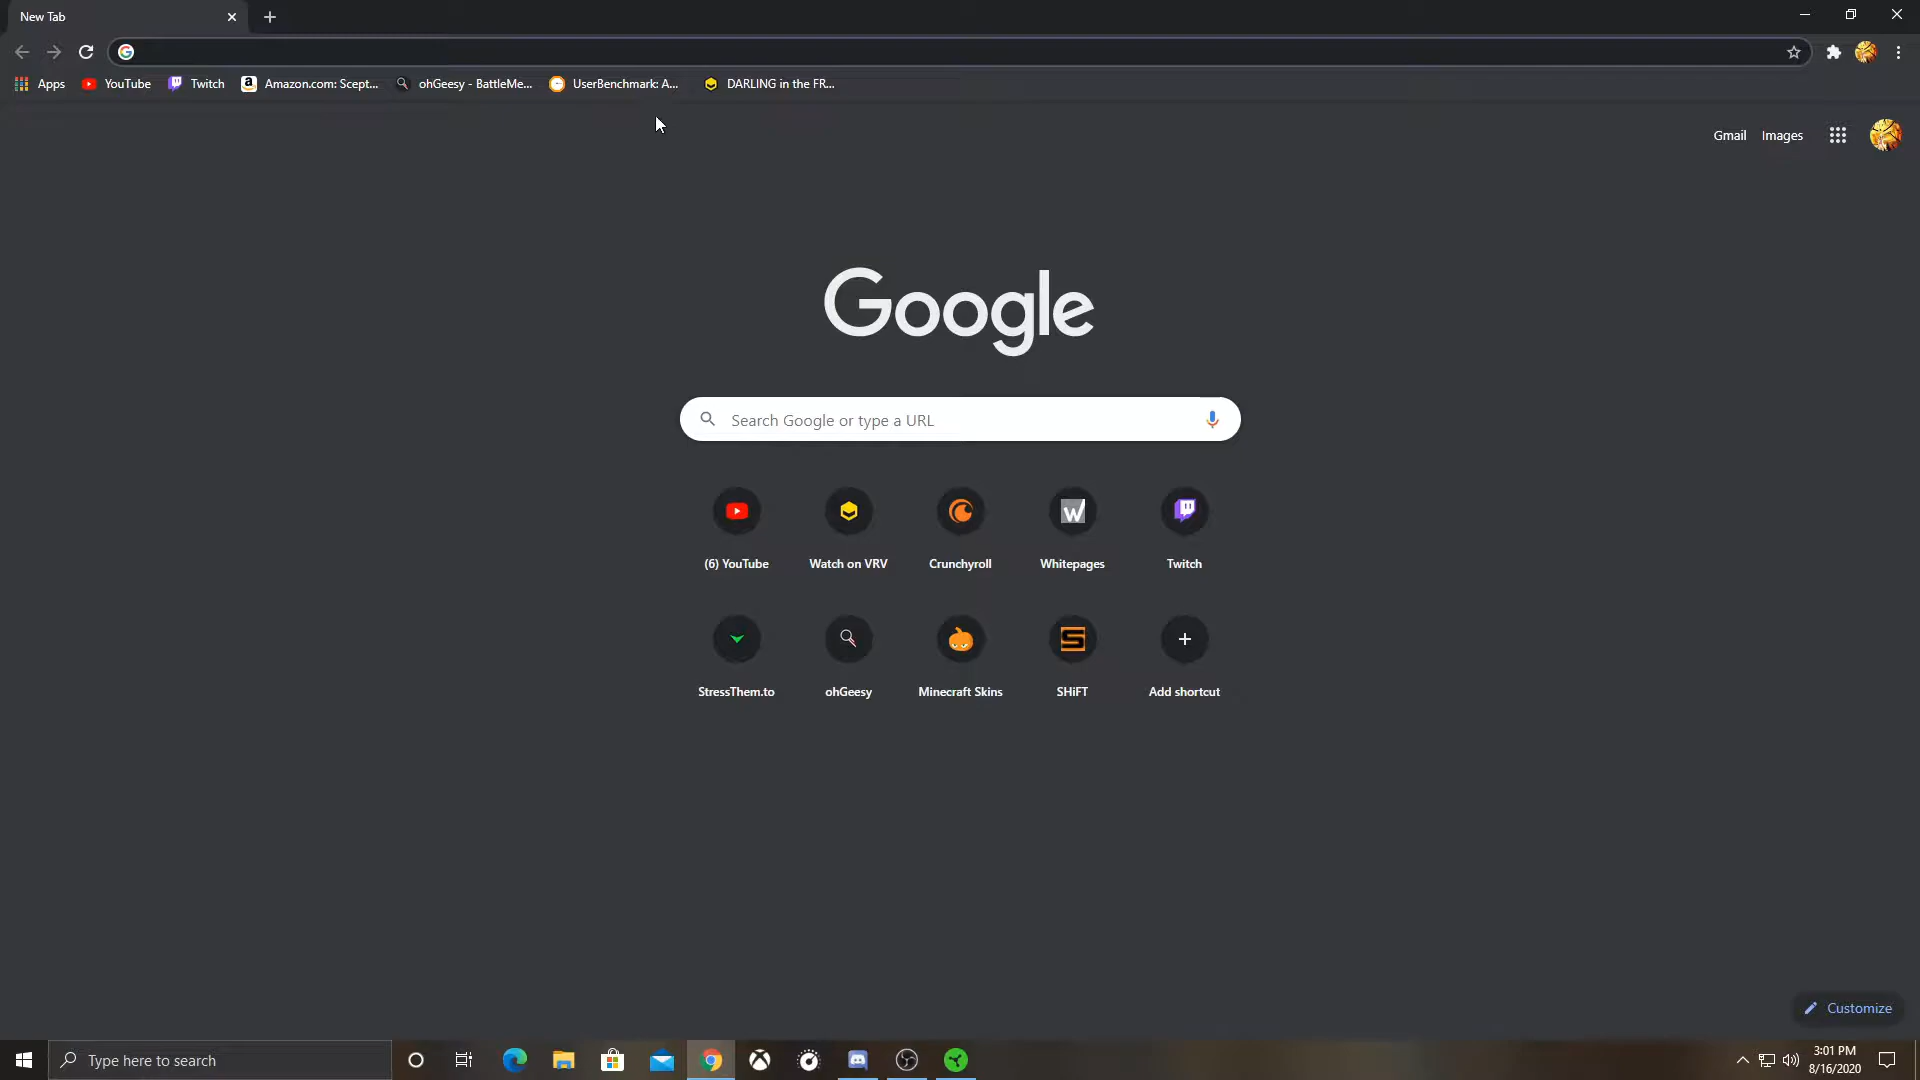 New Tab
Apps YouTube Twitch Amazon.com: Scept... ohGeesy - BattleMe... UserBenchmark: A... DARLING in the FR...
Gmail Images
Google
Search Google or type a URL
(6) YouTube Watch on VRV Crunchyroll Whitepages Twitch
StressThem.to ohGeesy Minecraft Skins SHiFT Add shortcut
Customize
Type here to search
3:01 PM
8/16/2020